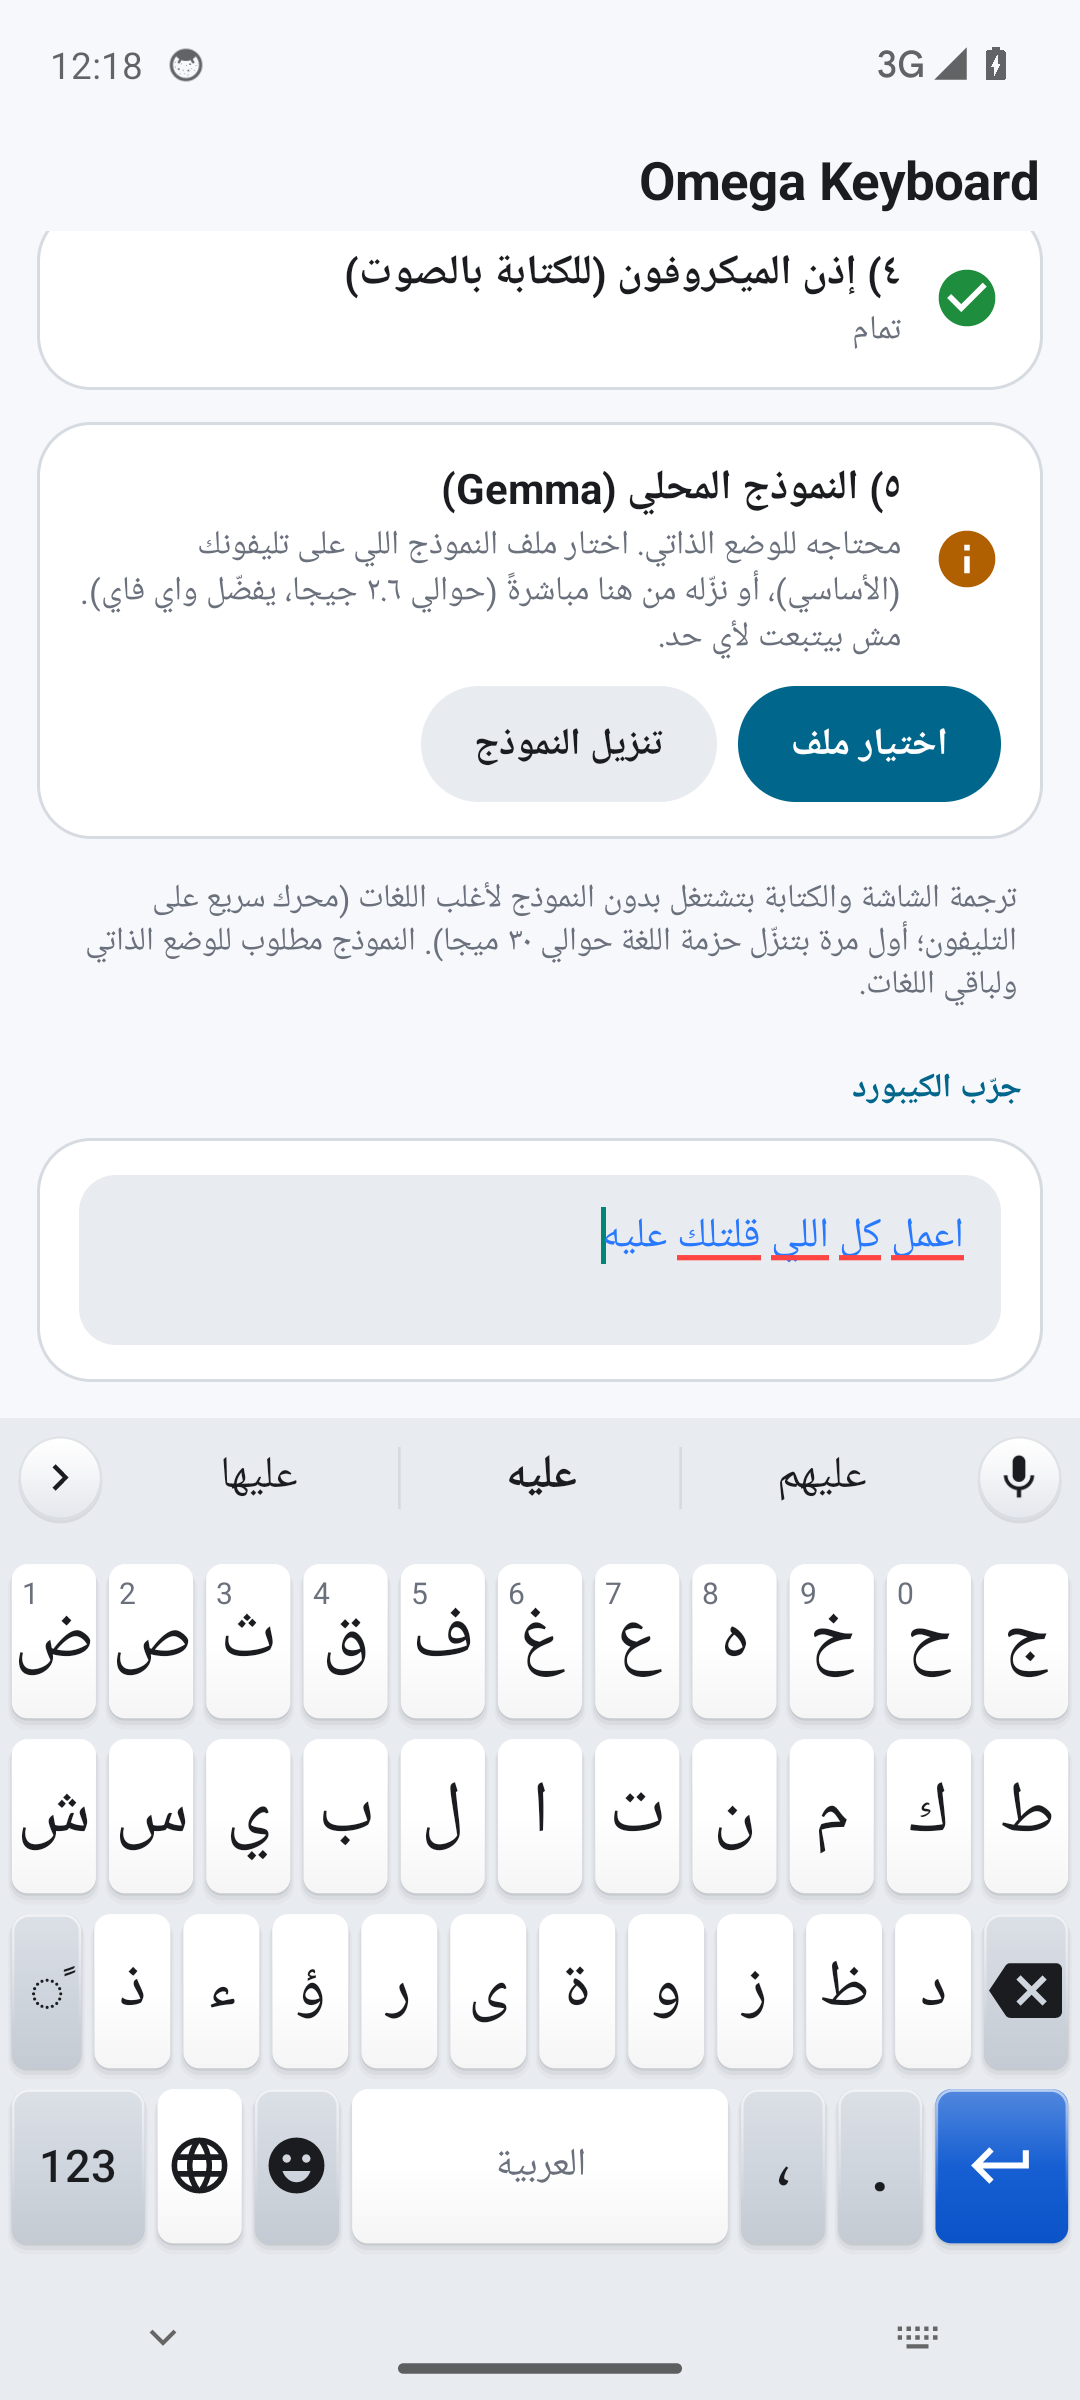 12:18
3G
Omega Keyboard
٤) إذن الميكروفون (للكتابة بالصوت)
تمام
٥) النموذج المحلي (Gemma)
محتاجه للوضع الذاتي. اختار ملف النموذج اللي على تليفونك
(الأساسي)، أو نزّله من هنا مباشرةً (حوالي ٢.٦ جيجا، يفضّل واي فاي).
مش بيتبعت لأي حد.
اختيار ملف
تنزيل النموذج
ترجمة الشاشة والكتابة بتشتغل بدون النموذج لأغلب اللغات (محرك سريع على
التليفون؛ أول مرة بتنزّل حزمة اللغة حوالي ٣٠ ميجا). النموذج مطلوب للوضع الذاتي
ولباقي اللغات.
جرّب الكيبورد
اعمل كل اللي قلتلك عليه
عليهم عليه عليها
1 2 3 4 5 6 7 8 9 0
ض ص ث ق ف غ ع ه خ ح ج
ش س ي ب ل ا ت ن م ك ط
ً ذ ء ؤ ر ى ة و ز ظ د
123 العربية ، .